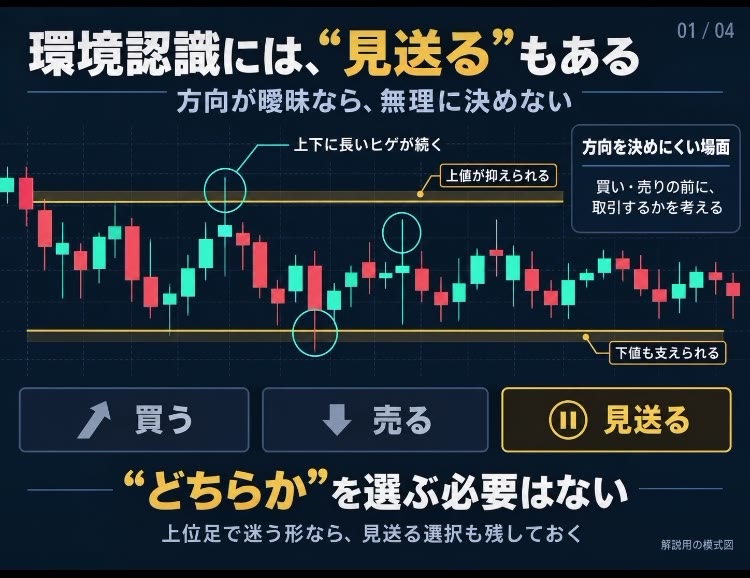 01 / 04
環境認識には、“見送る”もある
方向が曖昧なら、無理に決めない
上下に長いヒゲが続く
上値が抑えられる
方向を決めにくい場面
買い・売りの前に、
取引するかを考える
下値も支えられる
買う
売る
見送る
“どちらか”を選ぶ必要はない
上位足で迷う形なら、見送る選択も残しておく
解説用の模式図